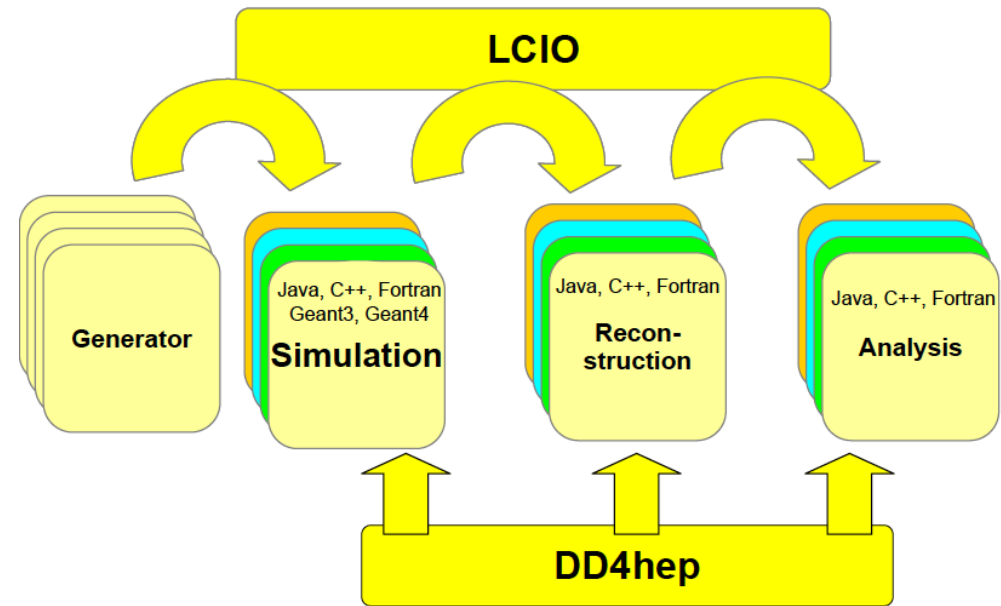 LCIO
Generator
Java, C++, Fortran
Geant3, Geant4
Simulation
Java, C++, Fortran
Recon-
struction
Java, C++, Fortran
Analysis
DD4hep